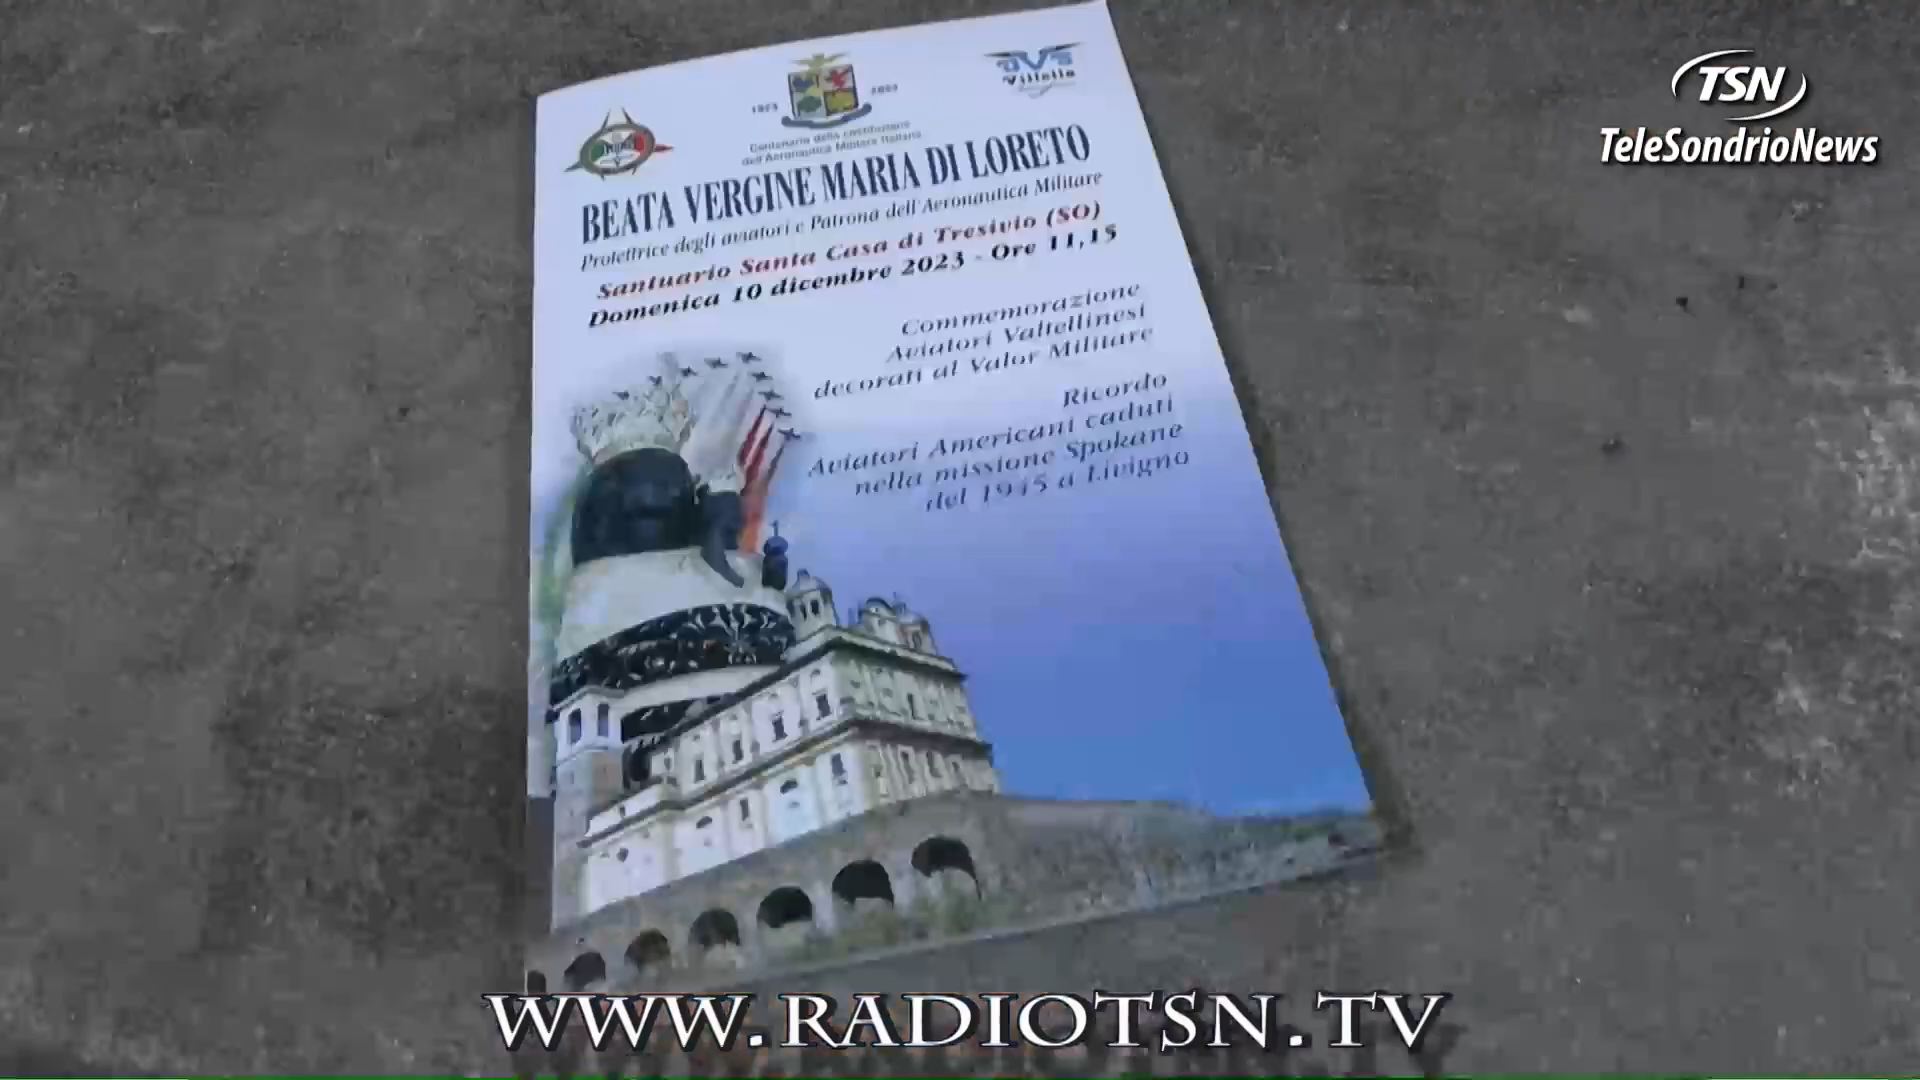 TSN
TeleSondrioNews
1923
2023
Centenario della costituzione
dell'Aeronautica Militare Italiana
BEATA VERGINE MARIA DI LORETO
Protettrice degli aviatori e Patrona dell'Aeronautica Militare
Santuario Santa Casa di Tresivio (SO)
Domenica 10 dicembre 2023 - Ore 11,15
Commemorazione
Aviatori Valtellinesi
decorati al Valor Militare
Ricordo
Aviatori Americani caduti
nella missione Spokane
del 1945 a Livigno
WWW.RADIOTSN.TV